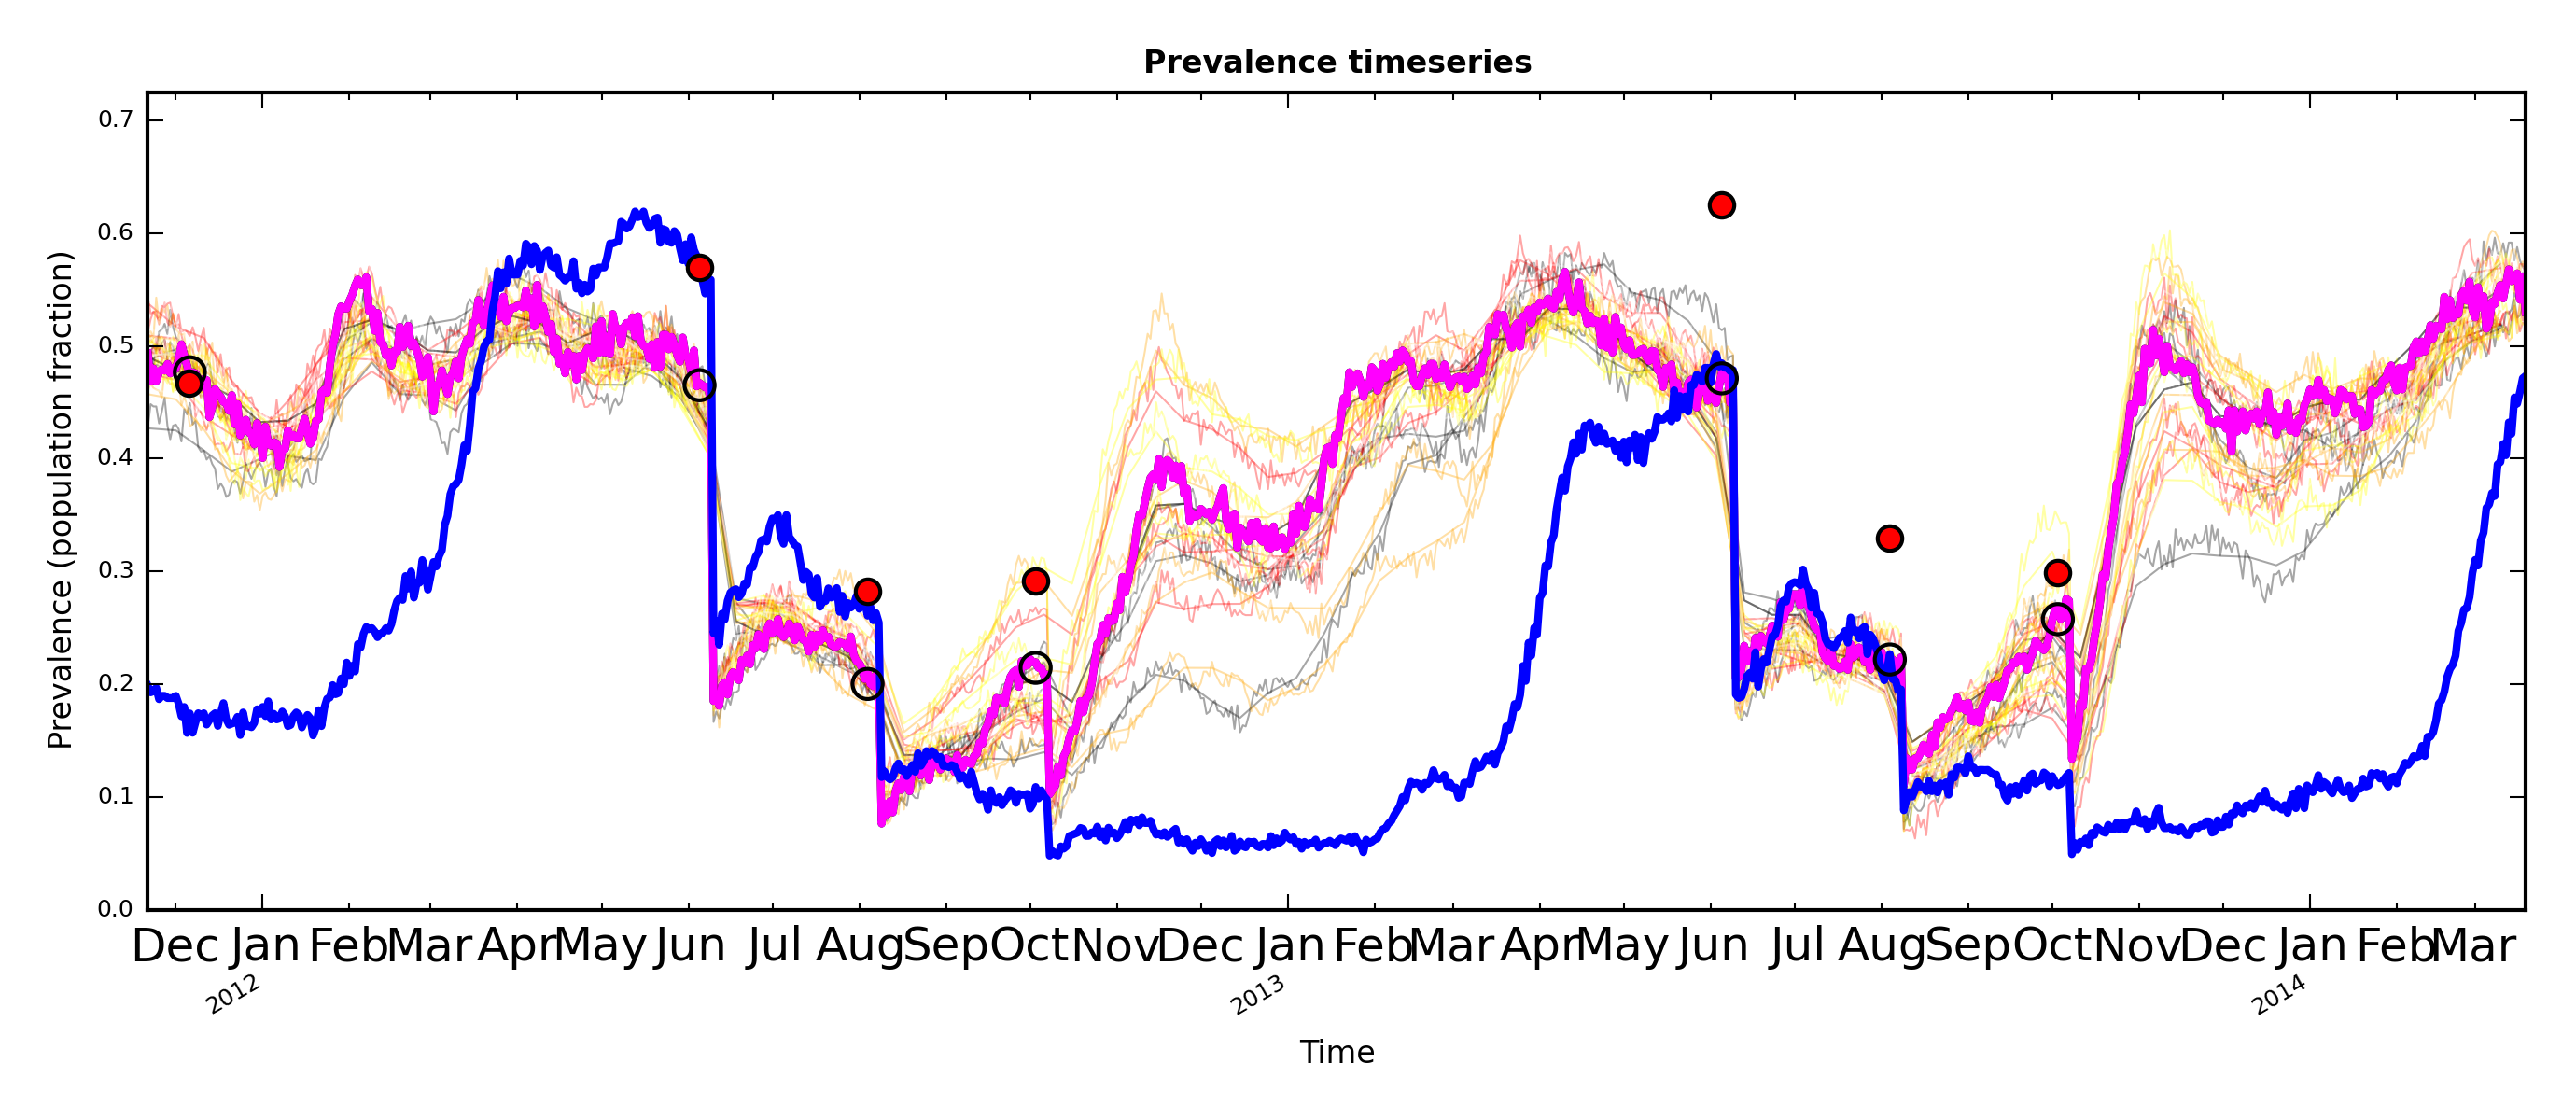 Prevalence timeseries
Prevalence (population fraction)
0.7
0.6
0.5
0.4
0.3
0.2
0.1
0.0
Dec Jan Feb Mar Apr May Jun Jul Aug Sep Oct Nov Dec Jan Feb Mar Apr May Jun Jul Aug Sep Oct Nov Dec Jan Feb Mar
2012 2013 2014
Time